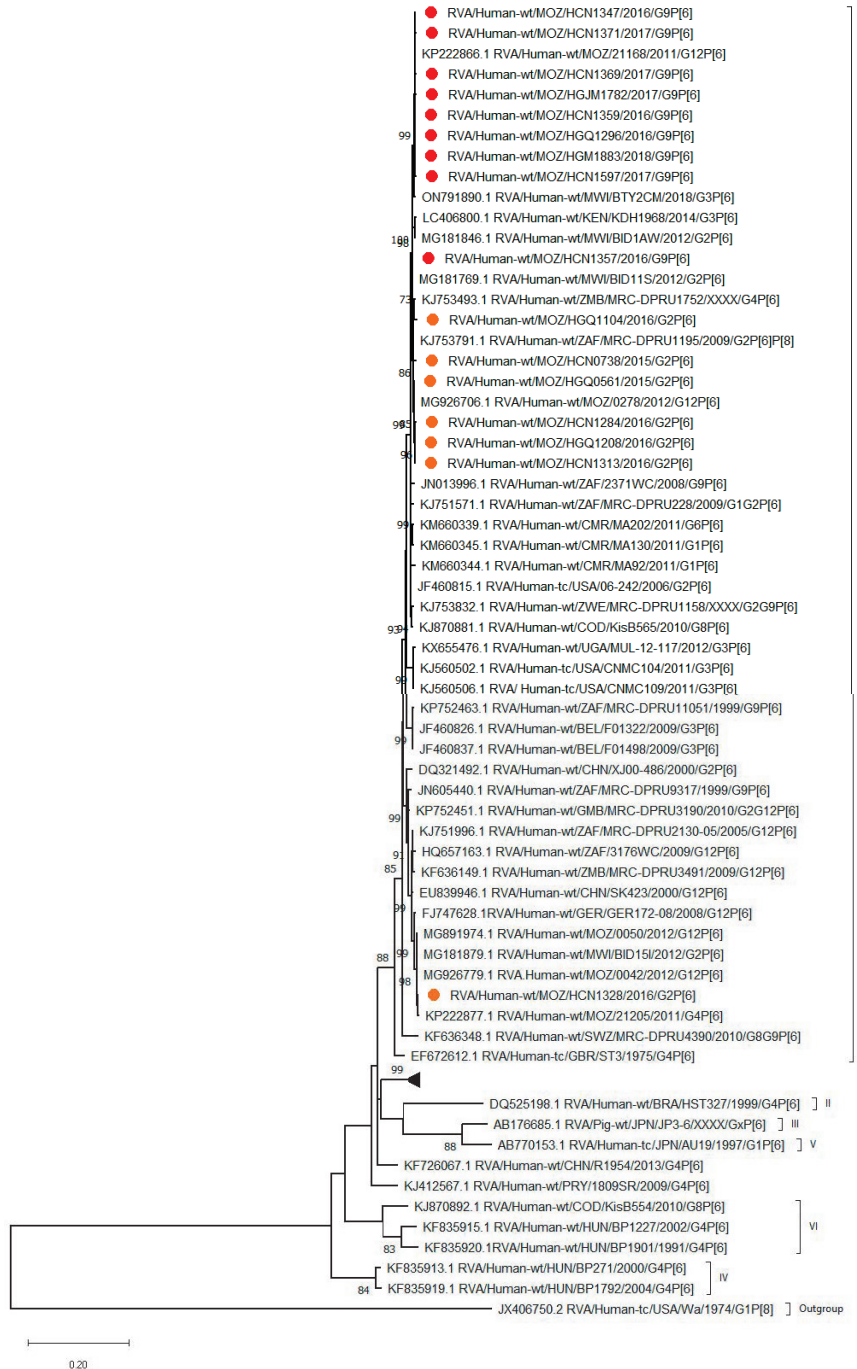 RVA/Human-wt/MOZ/HCN1347/2016/G9P[6]
RVA/Human-wt/MOZ/HCN1371/2017/G9P[6]
KP222866.1 RVA/Human-wt/MOZ/21168/2011/G12P[6]
RVA/Human-wt/MOZ/HCN1369/2017/G9P[6]
RVA/Human-wt/MOZ/HGJM1782/2017/G9P[6]
RVA/Human-wt/MOZ/HCN1359/2016/G9P[6]
99 RVA/Human-wt/MOZ/HGQ1296/2016/G9P[6]
RVA/Human-wt/MOZ/HGM1883/2018/G9P[6]
RVA/Human-wt/MOZ/HCN1597/2017/G9P[6]
ON791890.1 RVA/Human-wt/MWI/BTY2CM/2018/G3P[6]
LC406800.1 RVA/Human-wt/KEN/KDH1968/2014/G3P[6]
MG181846.1 RVA/Human-wt/MWI/BID1AW/2012/G2P[6]
RVA/Human-wt/MOZ/HCN1357/2016/G9P[6]
MG181769.1 RVA/Human-wt/MWI/BID11S/2012/G2P[6]
73 KJ753493.1 RVA/Human-wt/ZMB/MRC-DPRU1752/XXXX/G4P[6]
RVA/Human-wt/MOZ/HGQ1104/2016/G2P[6]
KJ753791.1 RVA/Human-wt/ZAF/MRC-DPRU1195/2009/G2P[6]P[8]
RVA/Human-wt/MOZ/HCN0738/2015/G2P[6]
86 RVA/Human-wt/MOZ/HGQ0561/2015/G2P[6]
MG926706.1 RVA/Human-wt/MOZ/0278/2012/G12P[6]
RVA/Human-wt/MOZ/HCN1284/2016/G2P[6]
RVA/Human-wt/MOZ/HGQ1208/2016/G2P[6]
96 RVA/Human-wt/MOZ/HCN1313/2016/G2P[6]
JN013996.1 RVA/Human-wt/ZAF/2371WC/2008/G9P[6]
KJ751571.1 RVA/Human-wt/ZAF/MRC-DPRU228/2009/G1G2P[6]
99 KM660339.1 RVA/Human-wt/CMR/MA202/2011/G6P[6]
KM660345.1 RVA/Human-wt/CMR/MA130/2011/G1P[6]
KM660344.1 RVA/Human-wt/CMR/MA92/2011/G1P[6]
JF460815.1 RVA/Human-tc/USA/06-242/2006/G2P[6]
KJ753832.1 RVA/Human-wt/ZWE/MRC-DPRU1158/XXXX/G2G9P[6]
93 KJ870881.1 RVA/Human-wt/COD/KisB565/2010/G8P[6]
KX655476.1 RVA/Human-wt/UGA/MUL-12-117/2012/G3P[6]
KJ560502.1 RVA/Human-tc/USA/CNMC104/2011/G3P[6]
99 KJ560506.1 RVA/ Human-tc/USA/CNMC109/2011/G3P[6]
KP752463.1 RVA/Human-wt/ZAF/MRC-DPRU11051/1999/G9P[6]
JF460826.1 RVA/Human-wt/BEL/F01322/2009/G3P[6]
99 JF460837.1 RVA/Human-wt/BEL/F01498/2009/G3P[6]
DQ321492.1 RVA/Human-wt/CHN/XJ00-486/2000/G2P[6]
JN605440.1 RVA/Human-wt/ZAF/MRC-DPRU9317/1999/G9P[6]
KP752451.1 RVA/Human-wt/GMB/MRC-DPRU3190/2010/G2G12P[6]
99 KJ751996.1 RVA/Human-wt/ZAF/MRC-DPRU2130-05/2005/G12P[6]
91 HQ657163.1 RVA/Human-wt/ZAF/3176WC/2009/G12P[6]
85 KF636149.1 RVA/Human-wt/ZMB/MRC-DPRU3491/2009/G12P[6]
EU839946.1 RVA/Human-wt/CHN/SK423/2000/G12P[6]
99 FJ747628.1RVA/Human-wt/GER/GER172-08/2008/G12P[6]
MG891974.1 RVA/Human-wt/MOZ/0050/2012/G12P[6]
88 99 MG181879.1 RVA/Human-wt/MWI/BID15I/2012/G2P[6]
98 MG926779.1 RVA.Human-wt/MOZ/0042/2012/G12P[6]
RVA/Human-wt/MOZ/HCN1328/2016/G2P[6]
KP222877.1 RVA/Human-wt/MOZ/21205/2011/G4P[6]
KF636348.1 RVA/Human-wt/SWZ/MRC-DPRU4390/2010/G8G9P[6]
EF672612.1 RVA/Human-tc/GBR/ST3/1975/G4P[6]
99
DQ525198.1 RVA/Human-wt/BRA/HST327/1999/G4P[6] II
AB176685.1 RVA/Pig-wt/JPN/JP3-6/XXXX/GxP[6] III
88 AB770153.1 RVA/Human-tc/JPN/AU19/1997/G1P[6] V
KF726067.1 RVA/Human-wt/CHN/R1954/2013/G4P[6]
KJ412567.1 RVA/Human-wt/PRY/1809SR/2009/G4P[6]
KJ870892.1 RVA/Human-wt/COD/KisB554/2010/G8P[6]
KF835915.1 RVA/Human-wt/HUN/BP1227/2002/G4P[6] VI
83 KF835920.1RVA/Human-wt/HUN/BP1901/1991/G4P[6]
KF835913.1 RVA/Human-wt/HUN/BP271/2000/G4P[6] IV
84 KF835919.1 RVA/Human-wt/HUN/BP1792/2004/G4P[6]
JX406750.2 RVA/Human-tc/USA/Wa/1974/G1P[8] Outgroup
0.20